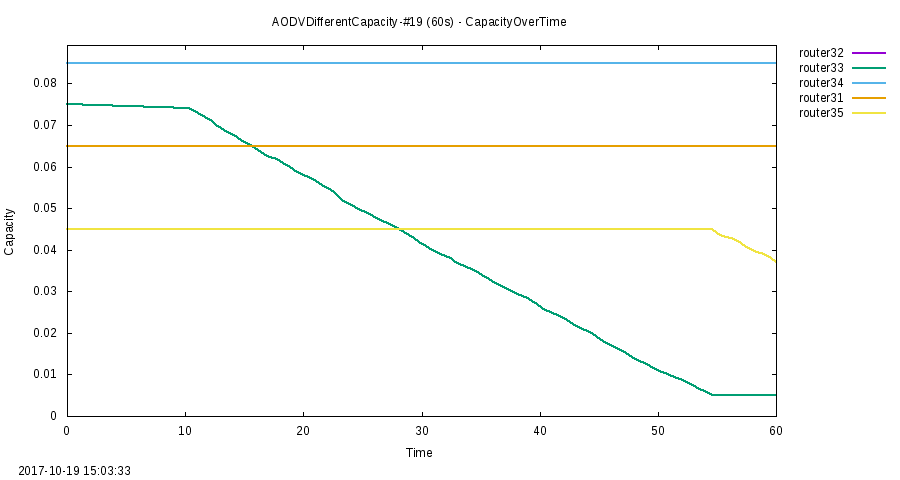 AODVDifferentCapacity-#19 (60s) - CapacityOverTime
router32
router33
router34
router31
router35
0.08
0.07
0.06
0.05
0.04
0.03
0.02
0.01
0
Capacity
0 10 20 30 40 50 60
Time
2017-10-19 15:03:33